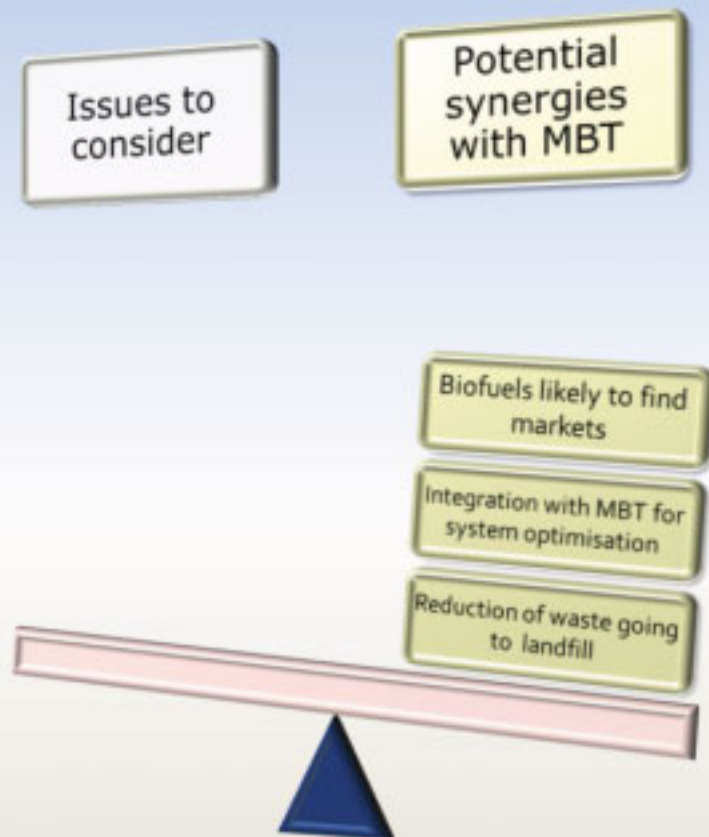 Issues to
consider
Potential
synergies
with MBT
Biofuels likely to find
markets
Integration with MBT for
system optimisation
Reduction of waste going
to landfill